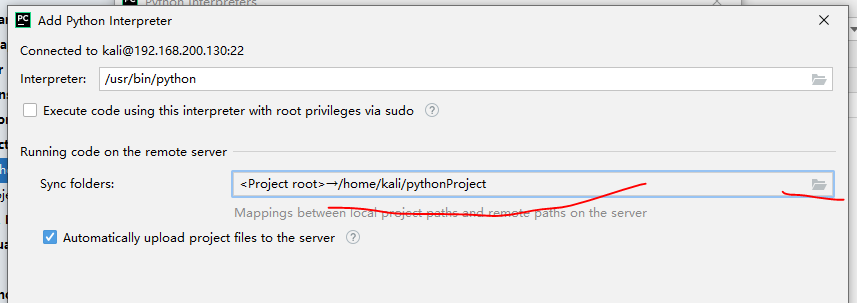 Python Interpreters
PC Add Python Interpreter
Connected to kali@192.168.200.130:22
Interpreter: /usr/bin/python
Execute code using this interpreter with root privileges via sudo ?
Running code on the remote server
Sync folders: <Project root>→/home/kali/pythonProject
Mappings between local project paths and remote paths on the server
Automatically upload project files to the server ?